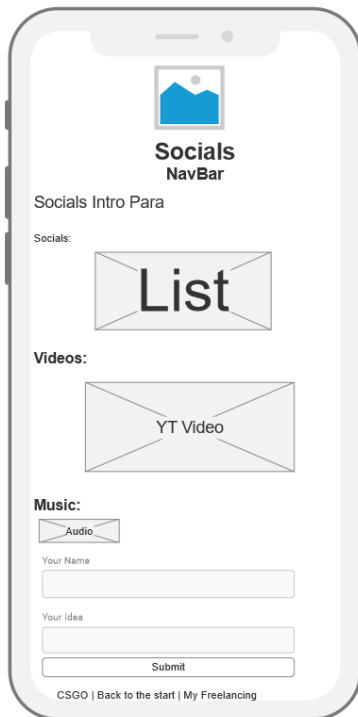 Socials
NavBar
Socials Intro Para
Socials:
List
Videos:
YT Video
Music:
Audio
Your Name
Your Idea
Submit
CSGO | Back to the start | My Freelancing